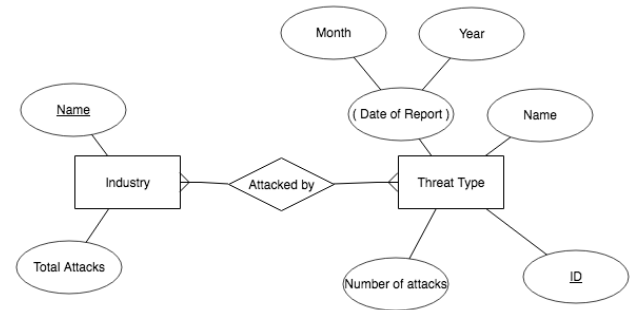 Month
Year
Name
( Date of Report )
Name
Industry
Attacked by
Threat Type
Total Attacks
Number of attacks
ID